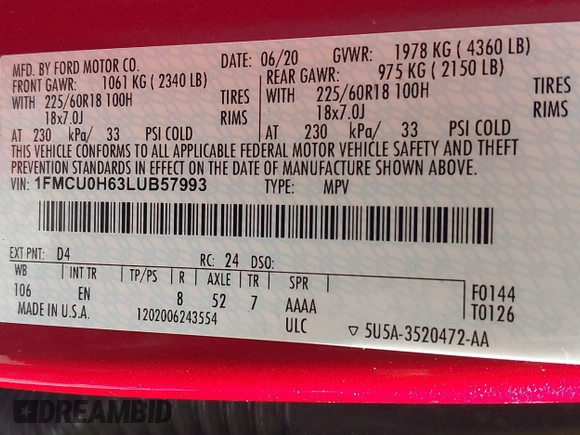 MFD. BY FORD MOTOR CO. DATE: 06/20 GVWR: 1978 KG ( 4360 LB)
FRONT GAWR: 1061 KG ( 2340 LB) REAR GAWR: 975 KG ( 2150 LB)
WITH 225/60R18 100H TIRES WITH 225/60R18 100H TIRES
18x7.0J RIMS 18x7.0J RIMS
AT 230 kPa/ 33 PSI COLD AT 230 kPa/ 33 PSI COLD
THIS VEHICLE CONFORMS TO ALL APPLICABLE FEDERAL MOTOR VEHICLE SAFETY AND THEFT
PREVENTION STANDARDS IN EFFECT ON THE DATE OF MANUFACTURE SHOWN ABOVE.
VIN: 1FMCU0H63LUB57993 TYPE: MPV
EXT PNT: D4 RC: 24 DSO:
WB INT TR TP/PS R AXLE TR SPR F0144
106 EN 8 52 7 AAAA T0126
MADE IN U.S.A. 1202006243554 ULC ▽ 5U5A-3520472-AA
DREAMBID